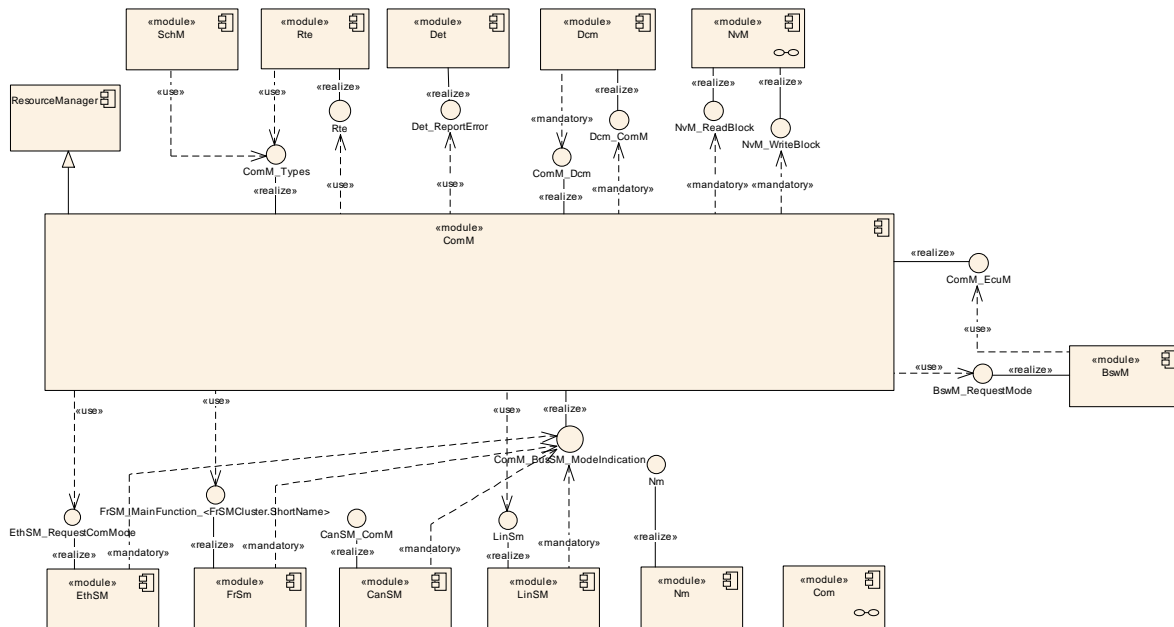 «module»
SchM
«module»
Rte
«module»
Det
«module»
Dcm
«module»
NvM
ResourceManager
«use»
«use»
«realize»
«realize»
«mandatory»
«realize»
«realize»
«realize»
Rte
Det_ReportError
Dcm_ComM
NvM_ReadBlock
NvM_WriteBlock
ComM_Types
ComM_Dcm
«realize»
«use»
«use»
«realize»
«mandatory»
«mandatory»
«mandatory»
«module»
ComM
«realize»
ComM_EcuM
«use»
«use»
BswM_RequestMode
«realize»
«module»
BswM
«use»
«use»
«use»
«realize»
ComM_BusSM_ModeIndication
Nm
FrSM_MainFunction_<FrSMCluster.ShortName>
EthSM_RequestComMode
CanSM_ComM
LinSm
«realize»
«mandatory»
«realize»
«mandatory»
«realize»
«mandatory»
«realize»
«mandatory»
«realize»
«module»
EthSM
«module»
FrSm
«module»
CanSM
«module»
LinSM
«module»
Nm
«module»
Com